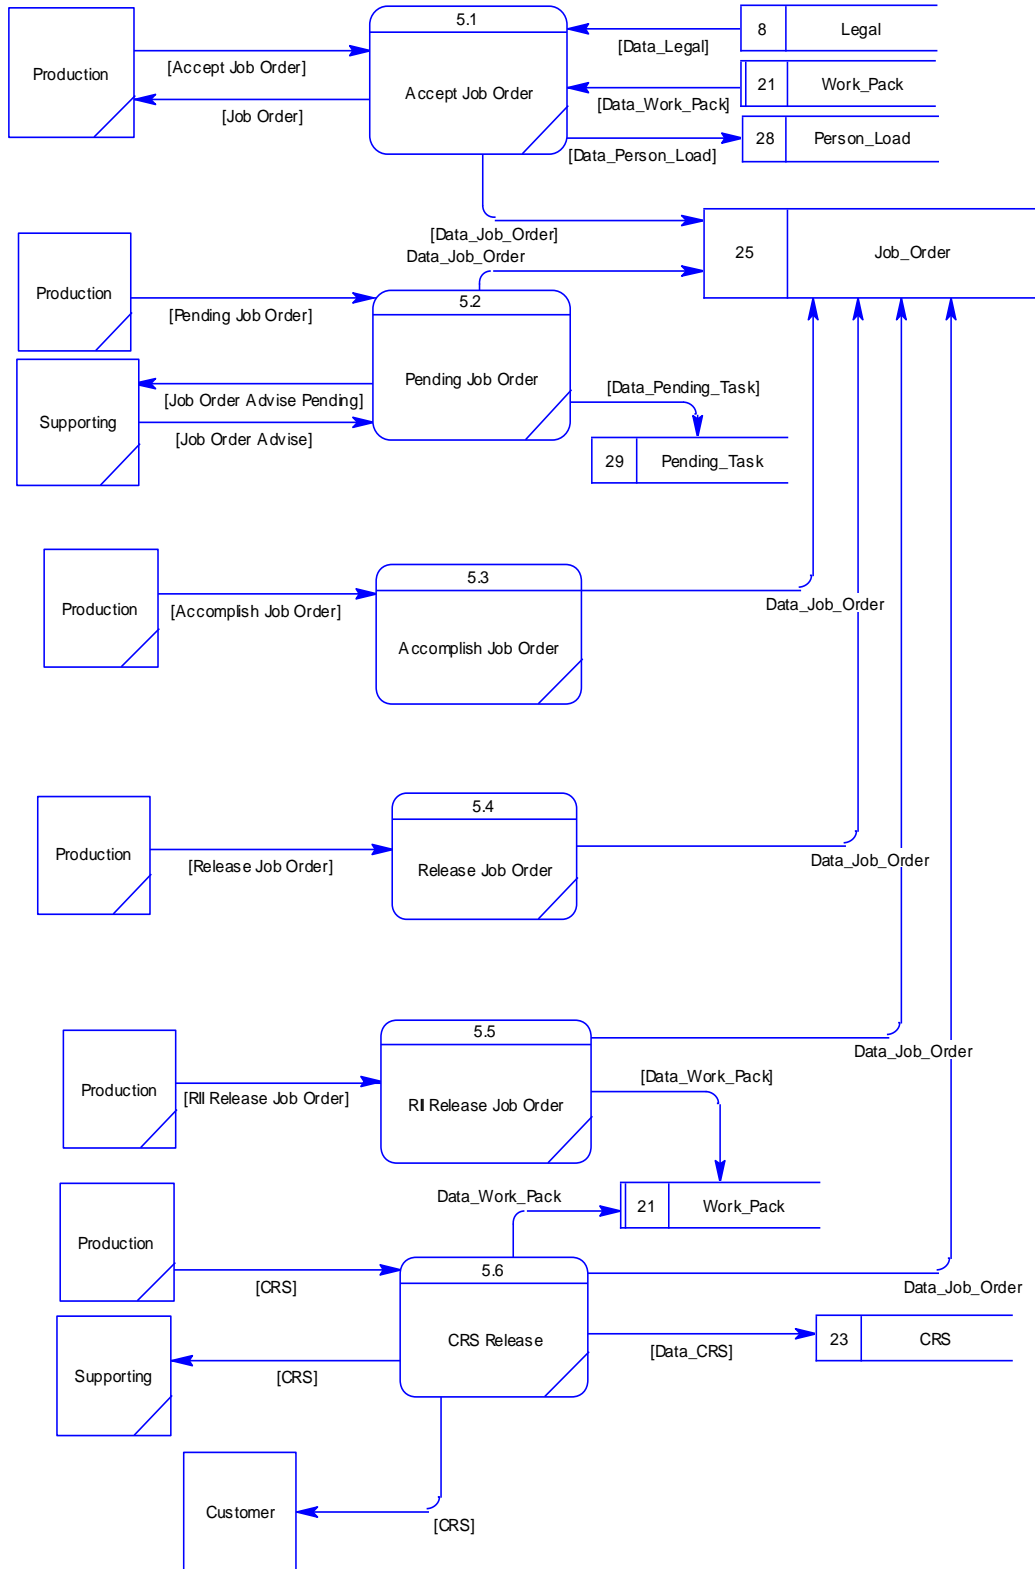 5.1
8 Legal
[Data_Legal]
Production
[Accept Job Order]
Accept Job Order
21 Work_Pack
[Data_Work_Pack]
[Job Order]
28 Person_Load
[Data_Person_Load]
[Data_Job_Order]
Data_Job_Order
25 Job_Order
Production
[Pending Job Order]
5.2
Pending Job Order
[Data_Pending_Task]
[Job Order Advise Pending]
Supporting
[Job Order Advise]
29 Pending_Task
5.3
Production
[Accomplish Job Order]
Data_Job_Order
Accomplish Job Order
5.4
Production
[Release Job Order]
Release Job Order
Data_Job_Order
5.5
Data_Job_Order
Production
[RII Release Job Order]
RII Release Job Order
[Data_Work_Pack]
Data_Work_Pack
21 Work_Pack
Production
[CRS]
5.6
Data_Job_Order
CRS Release
[Data_CRS]
23 CRS
Supporting
[CRS]
Customer
[CRS]